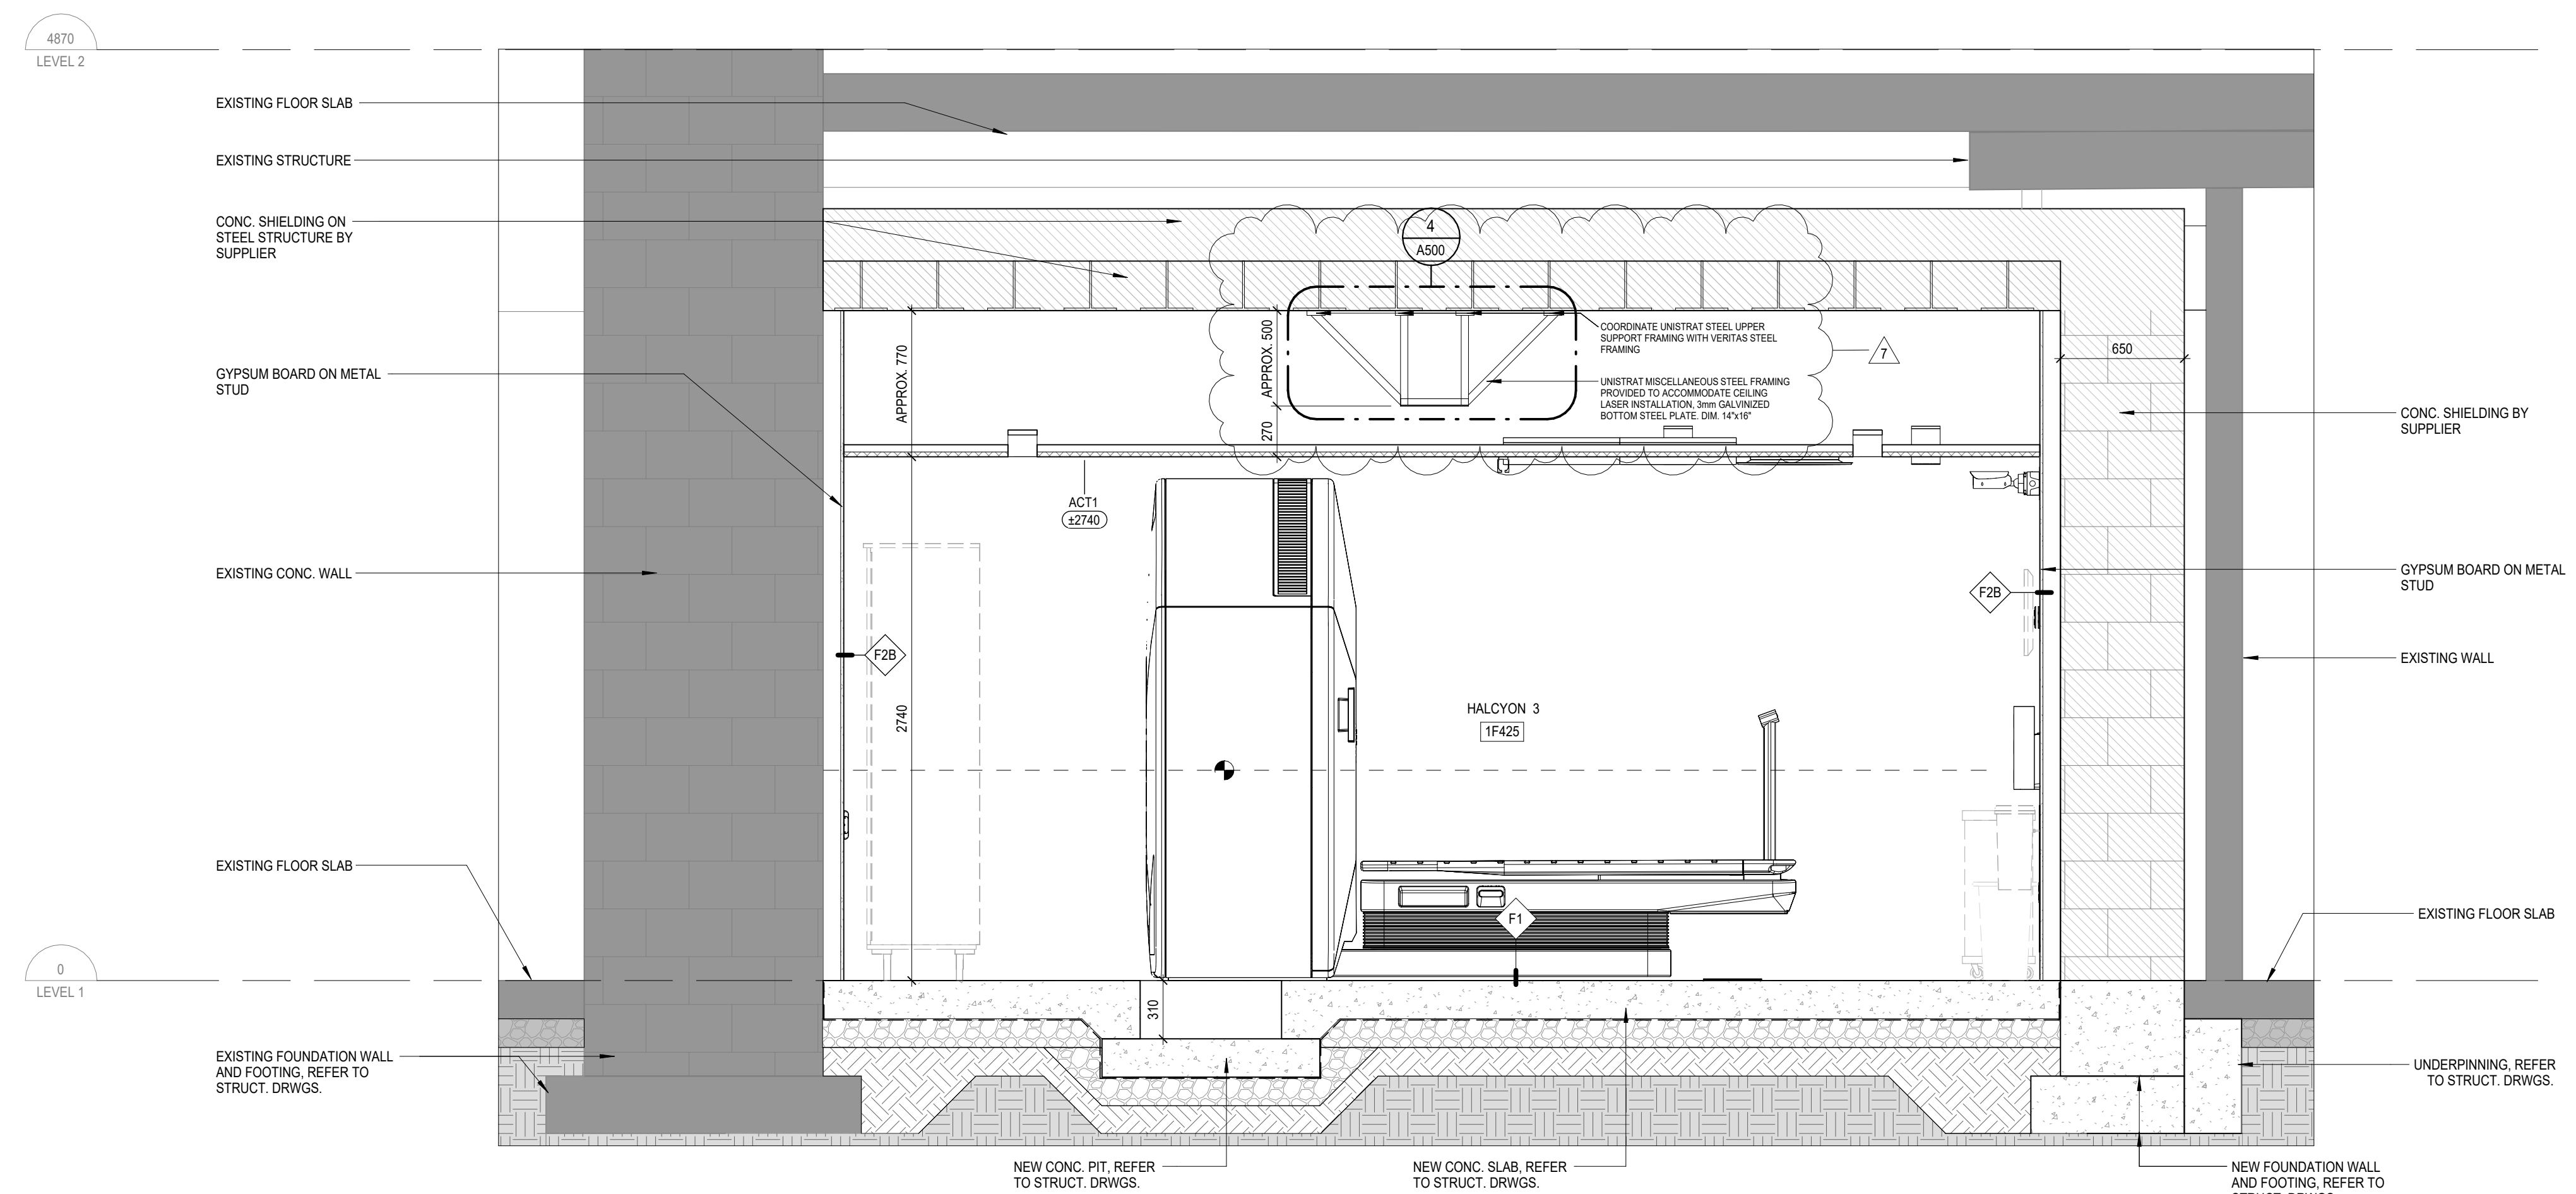 4870
LEVEL 2
EXISTING FLOOR SLAB
EXISTING STRUCTURE
CONC. SHIELDING ON
STEEL STRUCTURE BY
SUPPLIER
4
A500
APPROX. 770
APPROX. 500
270
COORDINATE UNISTRAT STEEL UPPER
SUPPORT FRAMING WITH VERITAS STEEL
FRAMING
7
650
UNISTRAT MISCELLANEOUS STEEL FRAMING
PROVIDED TO ACCOMMODATE CEILING
LASER INSTALLATION, 3mm GALVINIZED
BOTTOM STEEL PLATE. DIM. 14"x16"
GYPSUM BOARD ON METAL
STUD
CONC. SHIELDING BY
SUPPLIER
ACT1
±2740
EXISTING CONC. WALL
F2B
GYPSUM BOARD ON METAL
STUD
F2B
EXISTING WALL
2740
HALCYON 3
1F425
EXISTING FLOOR SLAB
F1
EXISTING FLOOR SLAB
0
LEVEL 1
310
EXISTING FOUNDATION WALL
AND FOOTING, REFER TO
STRUCT. DRWGS.
UNDERPINNING, REFER
TO STRUCT. DRWGS.
NEW CONC. PIT, REFER
TO STRUCT. DRWGS.
NEW CONC. SLAB, REFER
TO STRUCT. DRWGS.
NEW FOUNDATION WALL
AND FOOTING, REFER TO